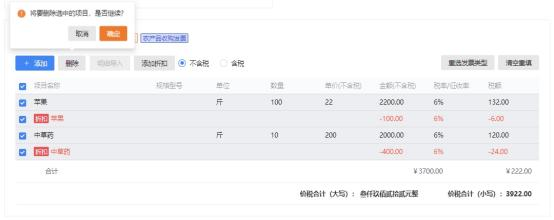 将要删除选中的项目，是否继续？
取消 确定
农产品收购发票
+ 添加 删除 明细导入 添加折扣 不含税 含税 重选发票类型 清空重填
项目名称 规格型号 单位 数量 单价(不含税) 金额(不含税) 税率/征收率 税额
苹果 斤 100 22 2200.00 6% 132.00
折扣 苹果 -100.00 6% -6.00
中草药 斤 10 200 2000.00 6% 120.00
折扣 中草药 -400.00 6% -24.00
合计 ¥3700.00 ¥222.00
价税合计（大写）： 叁仟玖佰贰拾贰元整 价税合计（小写）：3922.00